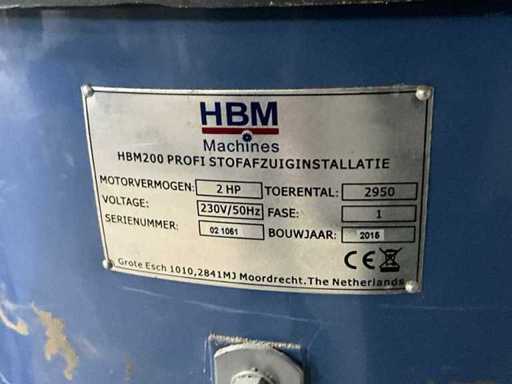 HBM
Machines
HBM200 PROFI STOFAFZUIGINSTALLATIE
MOTORVERMOGEN: 2 HP TOERENTAL: 2950
VOLTAGE: 230V/50Hz FASE: 1
SERIENUMMER: 02 1061 BOUWJAAR: 2016
CE
Grote Esch 1010,2841MJ Moordrecht.The Netherlands